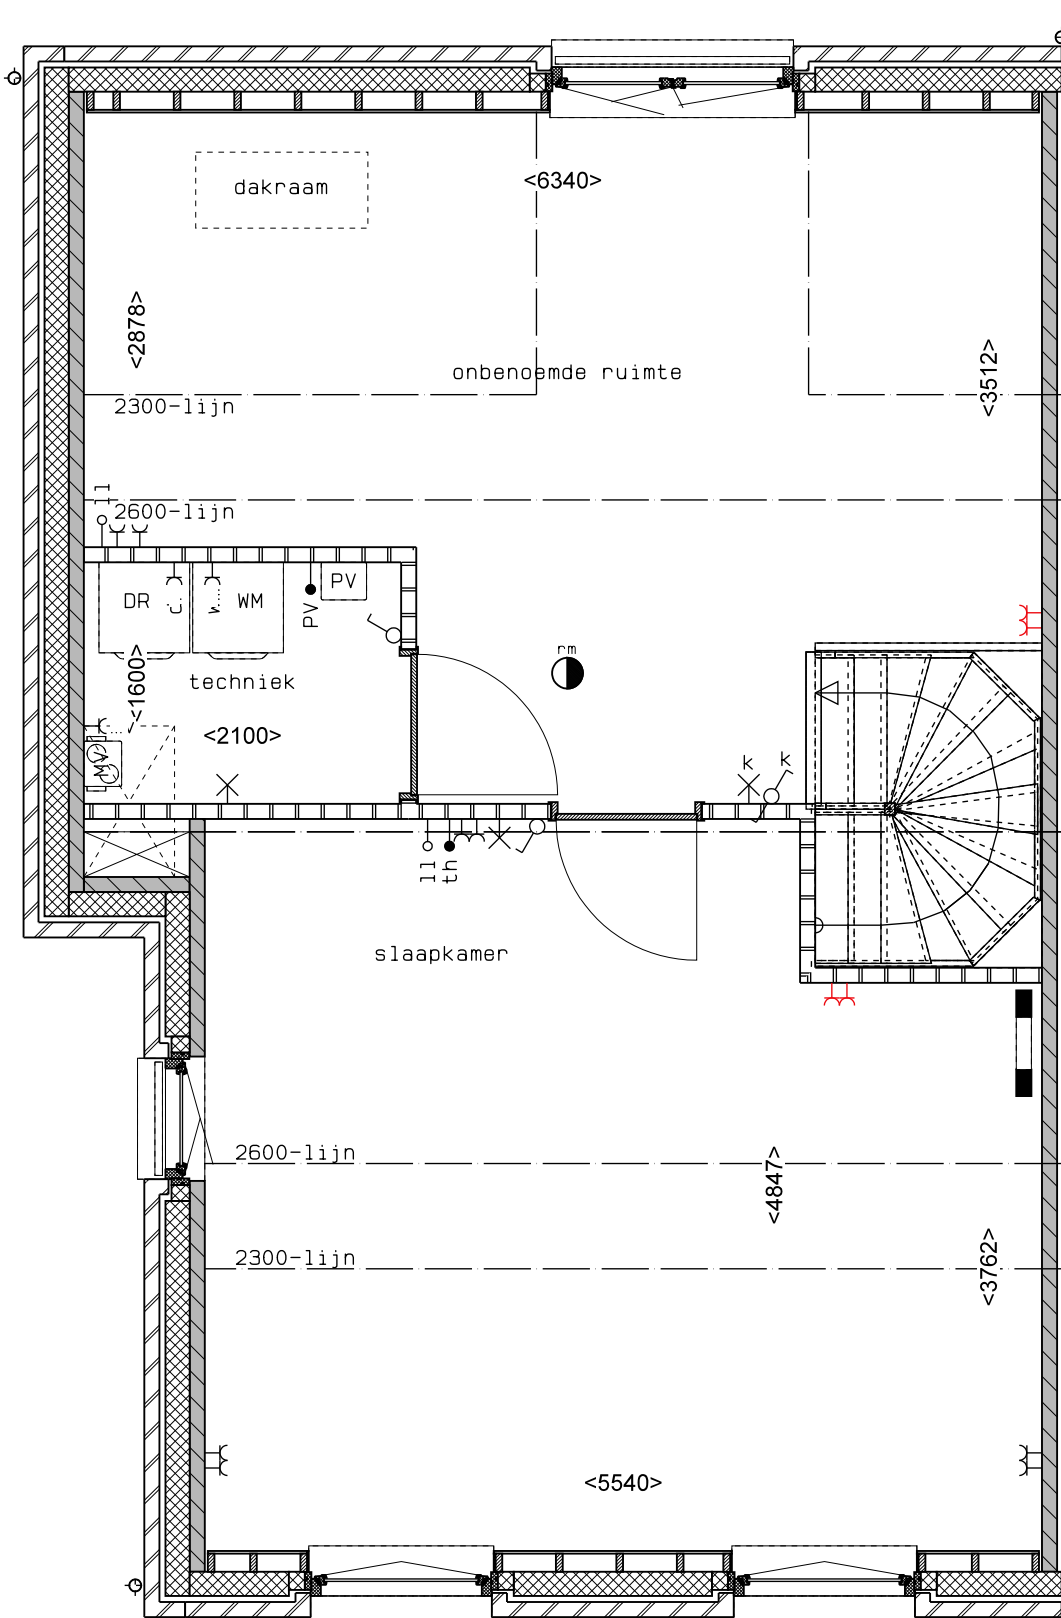 dakraam
<6340>
<2878>
onbenoemde ruimte
<3512>
2300-lijn
ll
2600-lijn
DR
WM
PV
PV
<1600>
techniek
rm
<2100>
MV
k
k
ll
th
slaapkamer
2600-lijn
<4847>
2300-lijn
<3762>
<5540>